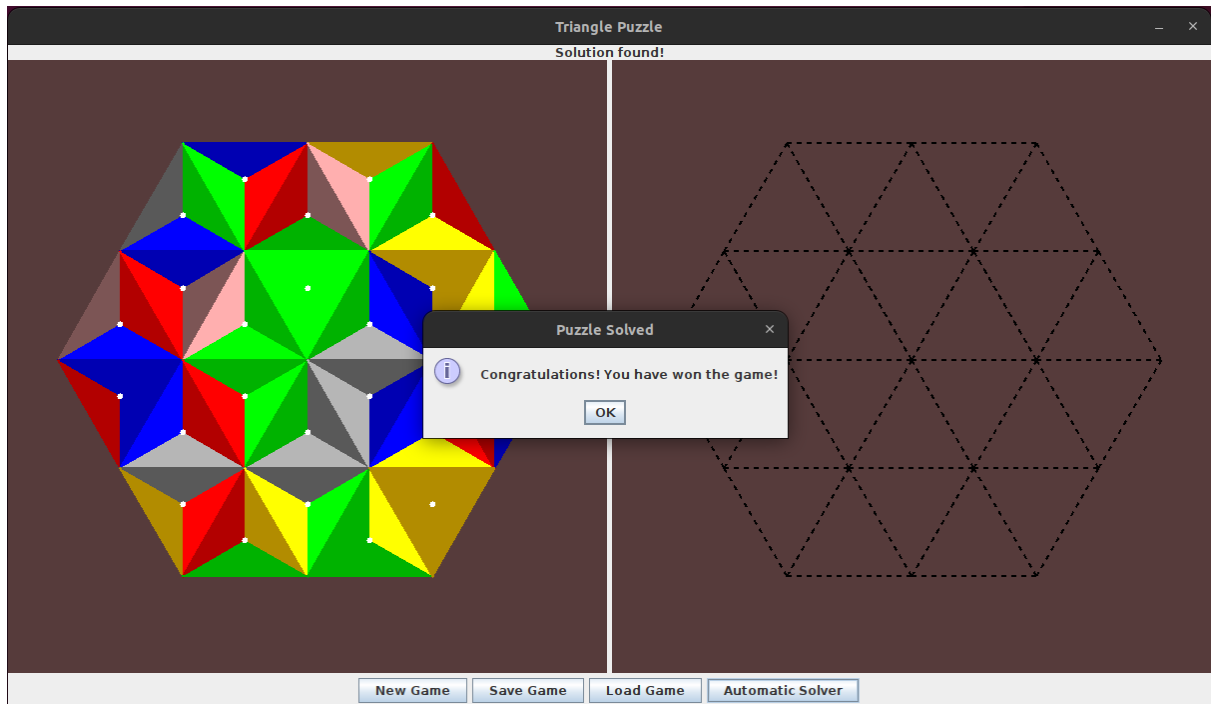 Triangle Puzzle
Solution found!
Puzzle Solved
Congratulations! You have won the game!
OK
New Game
Save Game
Load Game
Automatic Solver